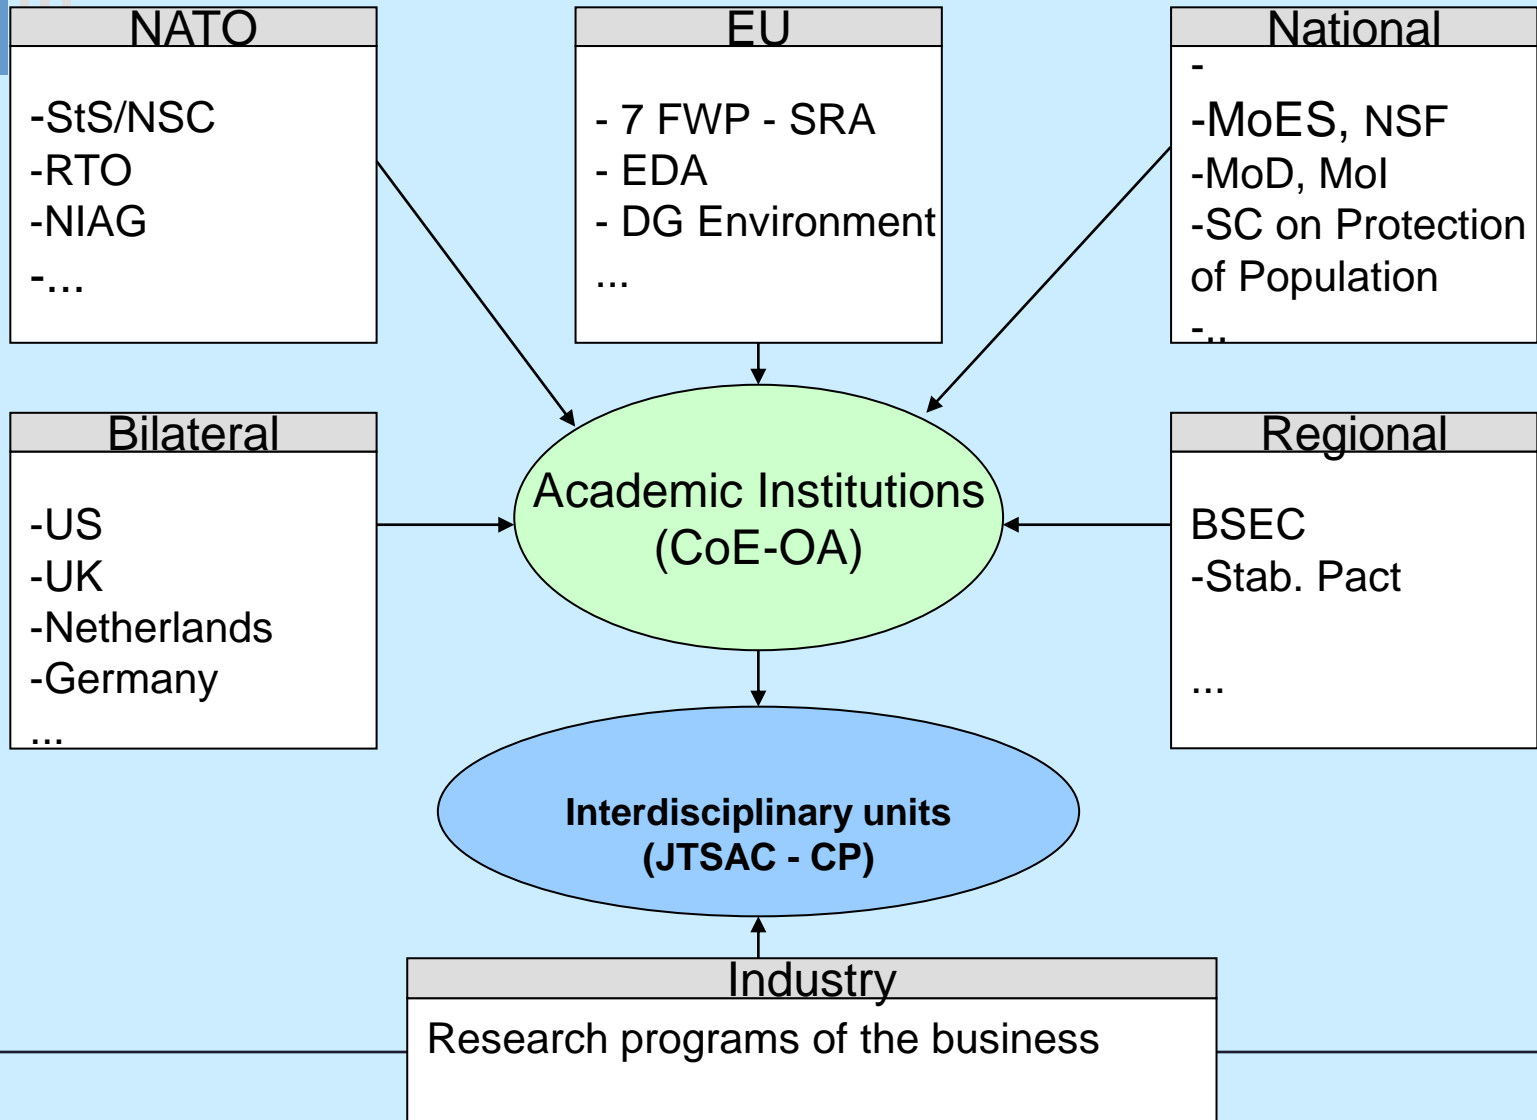 NATO
-StS/NSC
-RTO
-NIAG
-...
EU
- 7 FWP - SRA
- EDA
- DG Environment
...
National
-
-MoES, NSF
-MoD, MoI
-SC on Protection
of Population
-..
Bilateral
-US
-UK
-Netherlands
-Germany
...
Academic Institutions
(CoE-OA)
Regional
BSEC
-Stab. Pact
...
Interdisciplinary units
(JTSAC - CP)
Industry
Research programs of the business